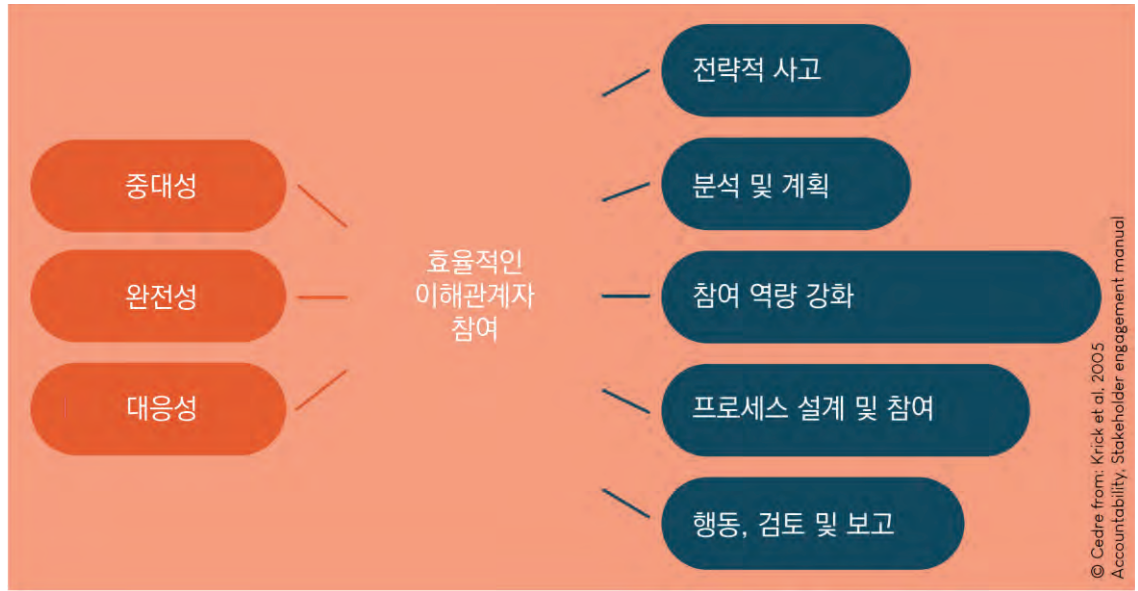 중대성
완전성
대응성
효율적인
이해관계자
참여
전략적 사고
분석 및 계획
참여 역량 강화
프로세스 설계 및 참여
행동, 검토 및 보고
© Cedre from: Krick et al, 2005
Accountability, Stakeholder engagement manual